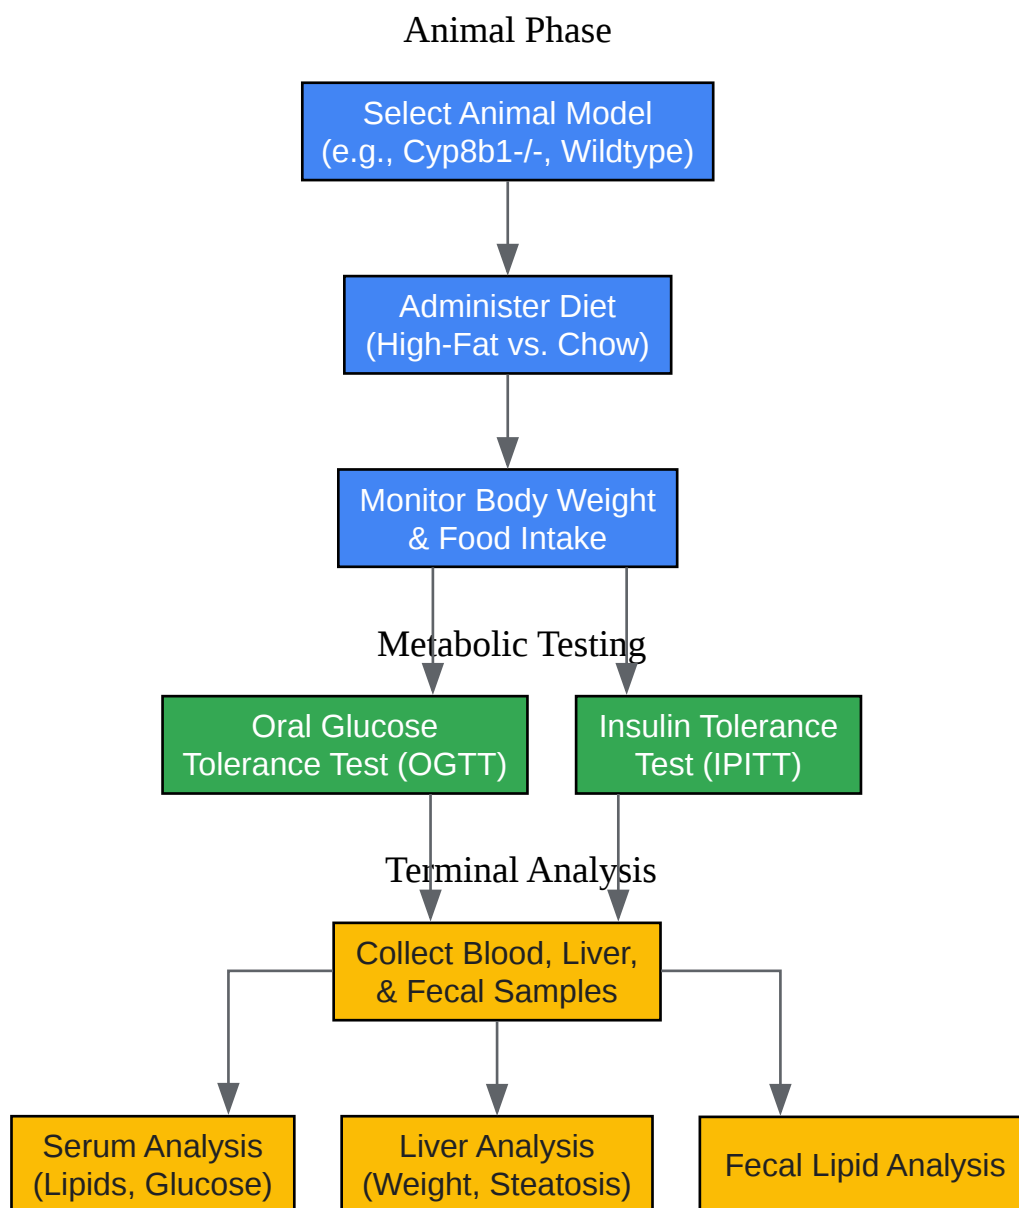 Animal Phase
Select Animal Model
(e.g., Cyp8b1-/-, Wildtype)
Administer Diet
(High-Fat vs. Chow)
Monitor Body Weight
& Food Intake
Metabolic Testing
Oral Glucose
Tolerance Test (OGTT)
Insulin Tolerance
Test (IPITT)
Terminal Analysis
Collect Blood, Liver,
& Fecal Samples
Serum Analysis
(Lipids, Glucose)
Liver Analysis
(Weight, Steatosis)
Fecal Lipid Analysis